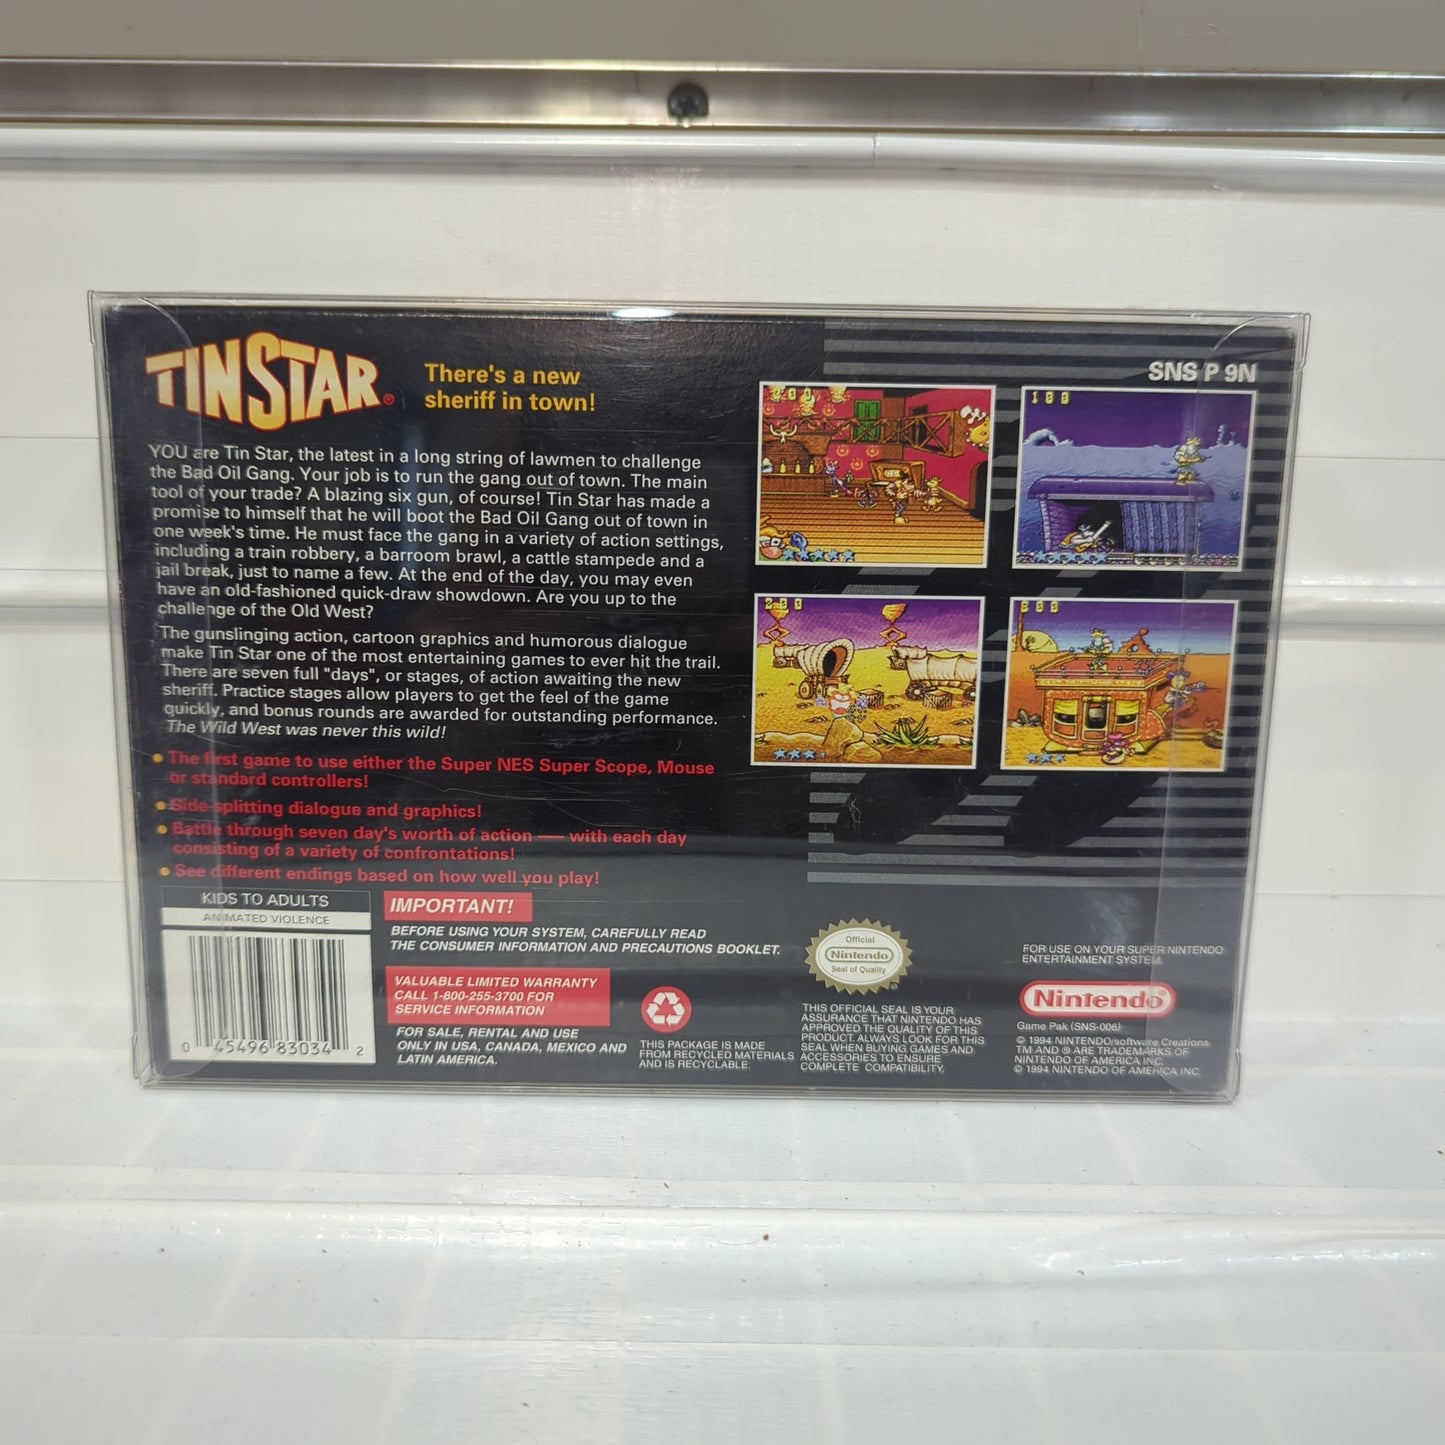 TIN STAR®
There's a new
sheriff in town!
SNS P 9N
YOU are Tin Star, the latest in a long string of lawmen to challenge
the Bad Oil Gang. Your job is to run the gang out of town. The main
tool of your trade? A blazing six gun, of course! Tin Star has made a
promise to himself that he will boot the Bad Oil Gang out of town in
one week's time. He must face the gang in a variety of action settings,
including a train robbery, a barroom brawl, a cattle stampede and a
jail break, just to name a few. At the end of the day, you may even
have an old-fashioned quick-draw showdown. Are you up to the
challenge of the Old West?
The gunslinging action, cartoon graphics and humorous dialogue
make Tin Star one of the most entertaining games to ever hit the trail.
There are seven full "days", or stages, of action awaiting the new
sheriff. Practice stages allow players to get the feel of the game
quickly, and bonus rounds are awarded for outstanding performance.
The Wild West was never this wild!
• The first game to use either the Super NES Super Scope, Mouse
or standard controllers!
• Side-splitting dialogue and graphics!
• Battle through seven day's worth of action — with each day
consisting of a variety of confrontations!
• See different endings based on how well you play!
100
200
KIDS TO ADULTS
ANIMATED VIOLENCE
0 45496 83034 2
IMPORTANT!
BEFORE USING YOUR SYSTEM, CAREFULLY READ
THE CONSUMER INFORMATION AND PRECAUTIONS BOOKLET.
VALUABLE LIMITED WARRANTY
CALL 1-800-255-3700 FOR
SERVICE INFORMATION
FOR SALE, RENTAL AND USE
ONLY IN USA, CANADA, MEXICO AND
LATIN AMERICA.
THIS PACKAGE IS MADE
FROM RECYCLED MATERIALS
AND IS RECYCLABLE.
Official
Nintendo
Seal of Quality
®
THIS OFFICIAL SEAL IS YOUR
ASSURANCE THAT NINTENDO HAS
APPROVED THE QUALITY OF THIS
PRODUCT. ALWAYS LOOK FOR THIS
SEAL WHEN BUYING GAMES AND
ACCESSORIES TO ENSURE
COMPLETE COMPATIBILITY.
FOR USE ON YOUR SUPER NINTENDO
ENTERTAINMENT SYSTEM.
Nintendo®
Game Pak (SNS-006)
© 1994 NINTENDO/software Creations
TM AND ® ARE TRADEMARKS OF
NINTENDO OF AMERICA INC.
© 1994 NINTENDO OF AMERICA INC.